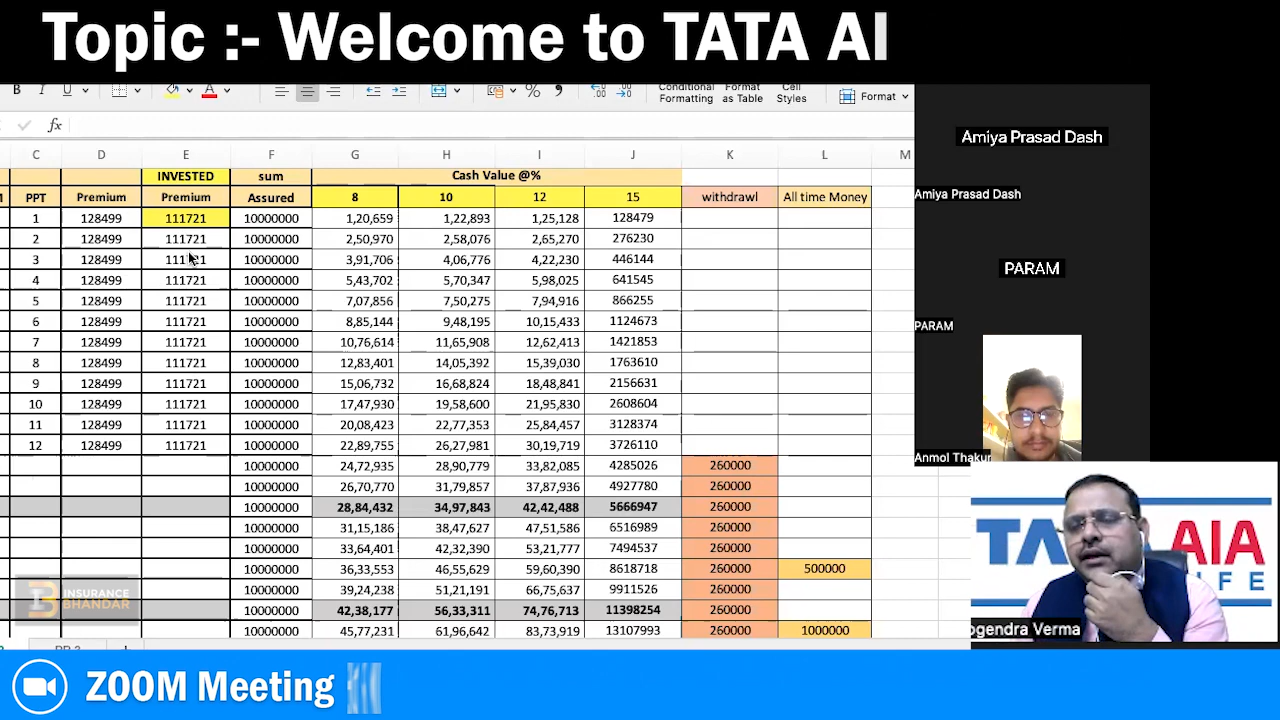 Topic :- Welcome to TATA AI
B I U A % Conditional Formatting Format as Table Cell Styles Format
fx
C D E F G H I J K L M
INVESTED sum Cash Value @%
PPT Premium Premium Assured 8 10 12 15 withdrawl All time Money
1 128499 111721 10000000 1,20,659 1,22,893 1,25,128 128479
2 128499 111721 10000000 2,50,970 2,58,076 2,65,270 276230
3 128499 111721 10000000 3,91,706 4,06,776 4,22,230 446144
4 128499 111721 10000000 5,43,702 5,70,347 5,98,025 641545
5 128499 111721 10000000 7,07,856 7,50,275 7,94,916 866255
6 128499 111721 10000000 8,85,144 9,48,195 10,15,433 1124673
7 128499 111721 10000000 10,76,614 11,65,908 12,62,413 1421853
8 128499 111721 10000000 12,83,401 14,05,392 15,39,030 1763610
9 128499 111721 10000000 15,06,732 16,68,824 18,48,841 2156631
10 128499 111721 10000000 17,47,930 19,58,600 21,95,830 2608604
11 128499 111721 10000000 20,08,423 22,77,353 25,84,457 3128374
12 128499 111721 10000000 22,89,755 26,27,981 30,19,719 3726110
10000000 24,72,935 28,90,779 33,82,085 4285026 260000
10000000 26,70,770 31,79,857 37,87,936 4927780 260000
10000000 28,84,432 34,97,843 42,42,488 5666947 260000
10000000 31,15,186 38,47,627 47,51,586 6516989 260000
10000000 33,64,401 42,32,390 53,21,777 7494537 260000
10000000 36,33,553 46,55,629 59,60,390 8618718 260000 500000
10000000 39,24,238 51,21,191 66,75,637 9911526 260000
10000000 42,38,177 56,33,311 74,76,713 11398254 260000
10000000 45,77,231 61,96,642 83,73,919 13107993 260000 1000000
INSURANCE
BHANDAR
Amiya Prasad Dash
Amiya Prasad Dash
PARAM
PARAM
Anmol Thakur
TATA AIA
IFE
ogendra Verma
ZOOM Meeting